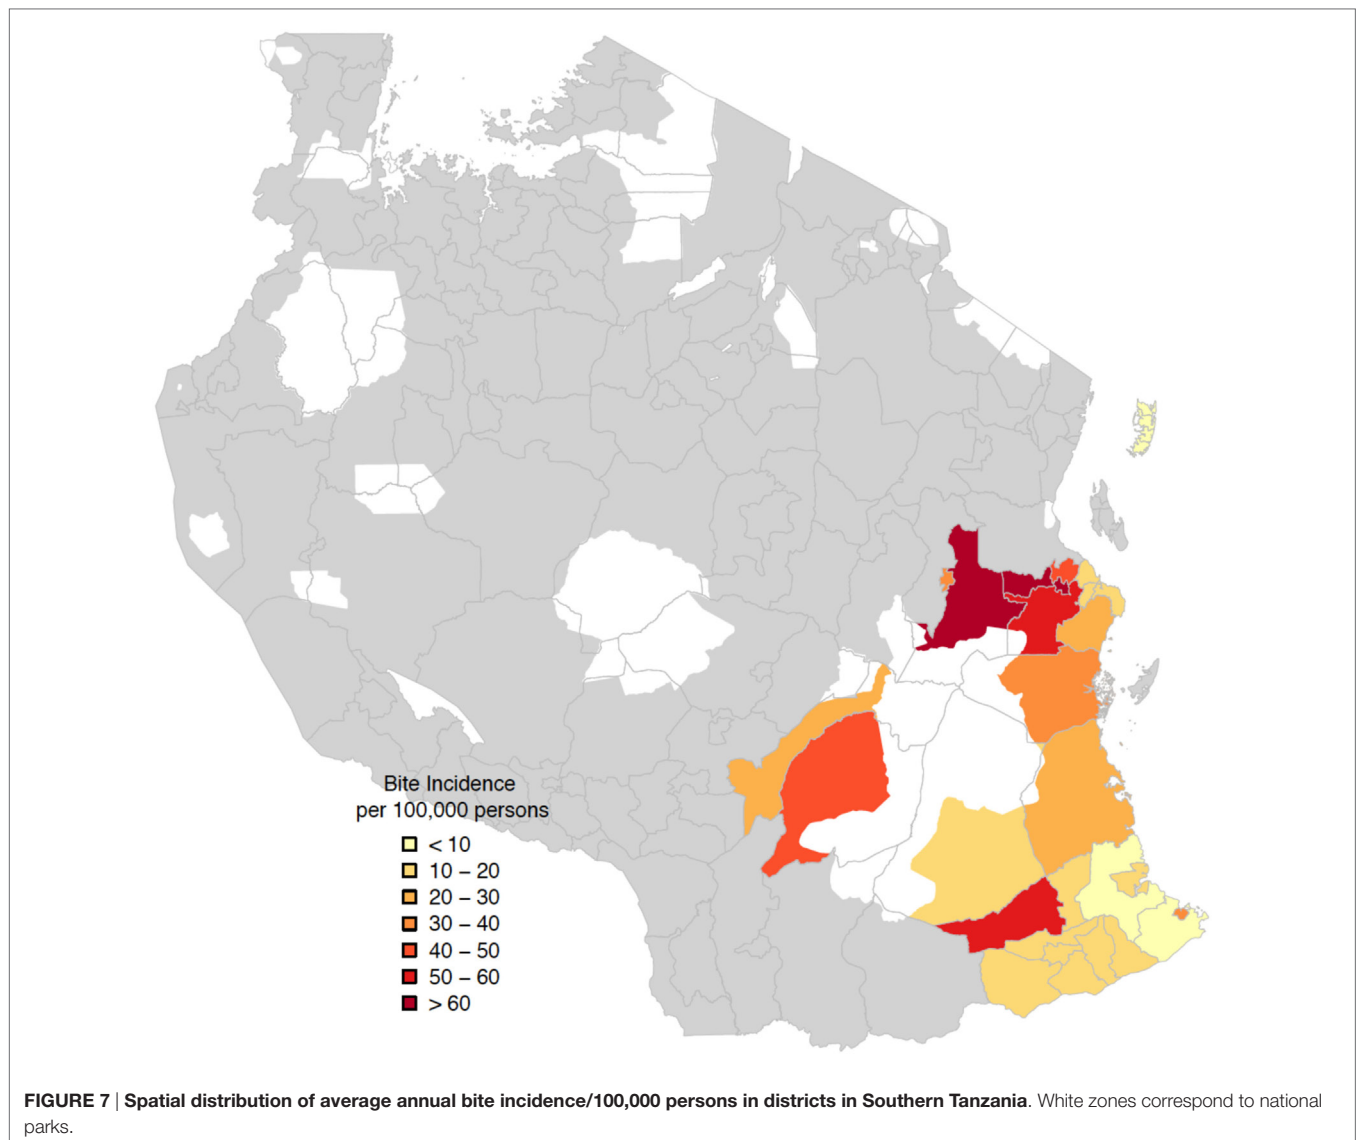 Bite Incidence
per 100,000 persons
< 10
10 – 20
20 – 30
30 – 40
40 – 50
50 – 60
> 60
FIGURE 7 | Spatial distribution of average annual bite incidence/100,000 persons in districts in Southern Tanzania. White zones correspond to national
parks.